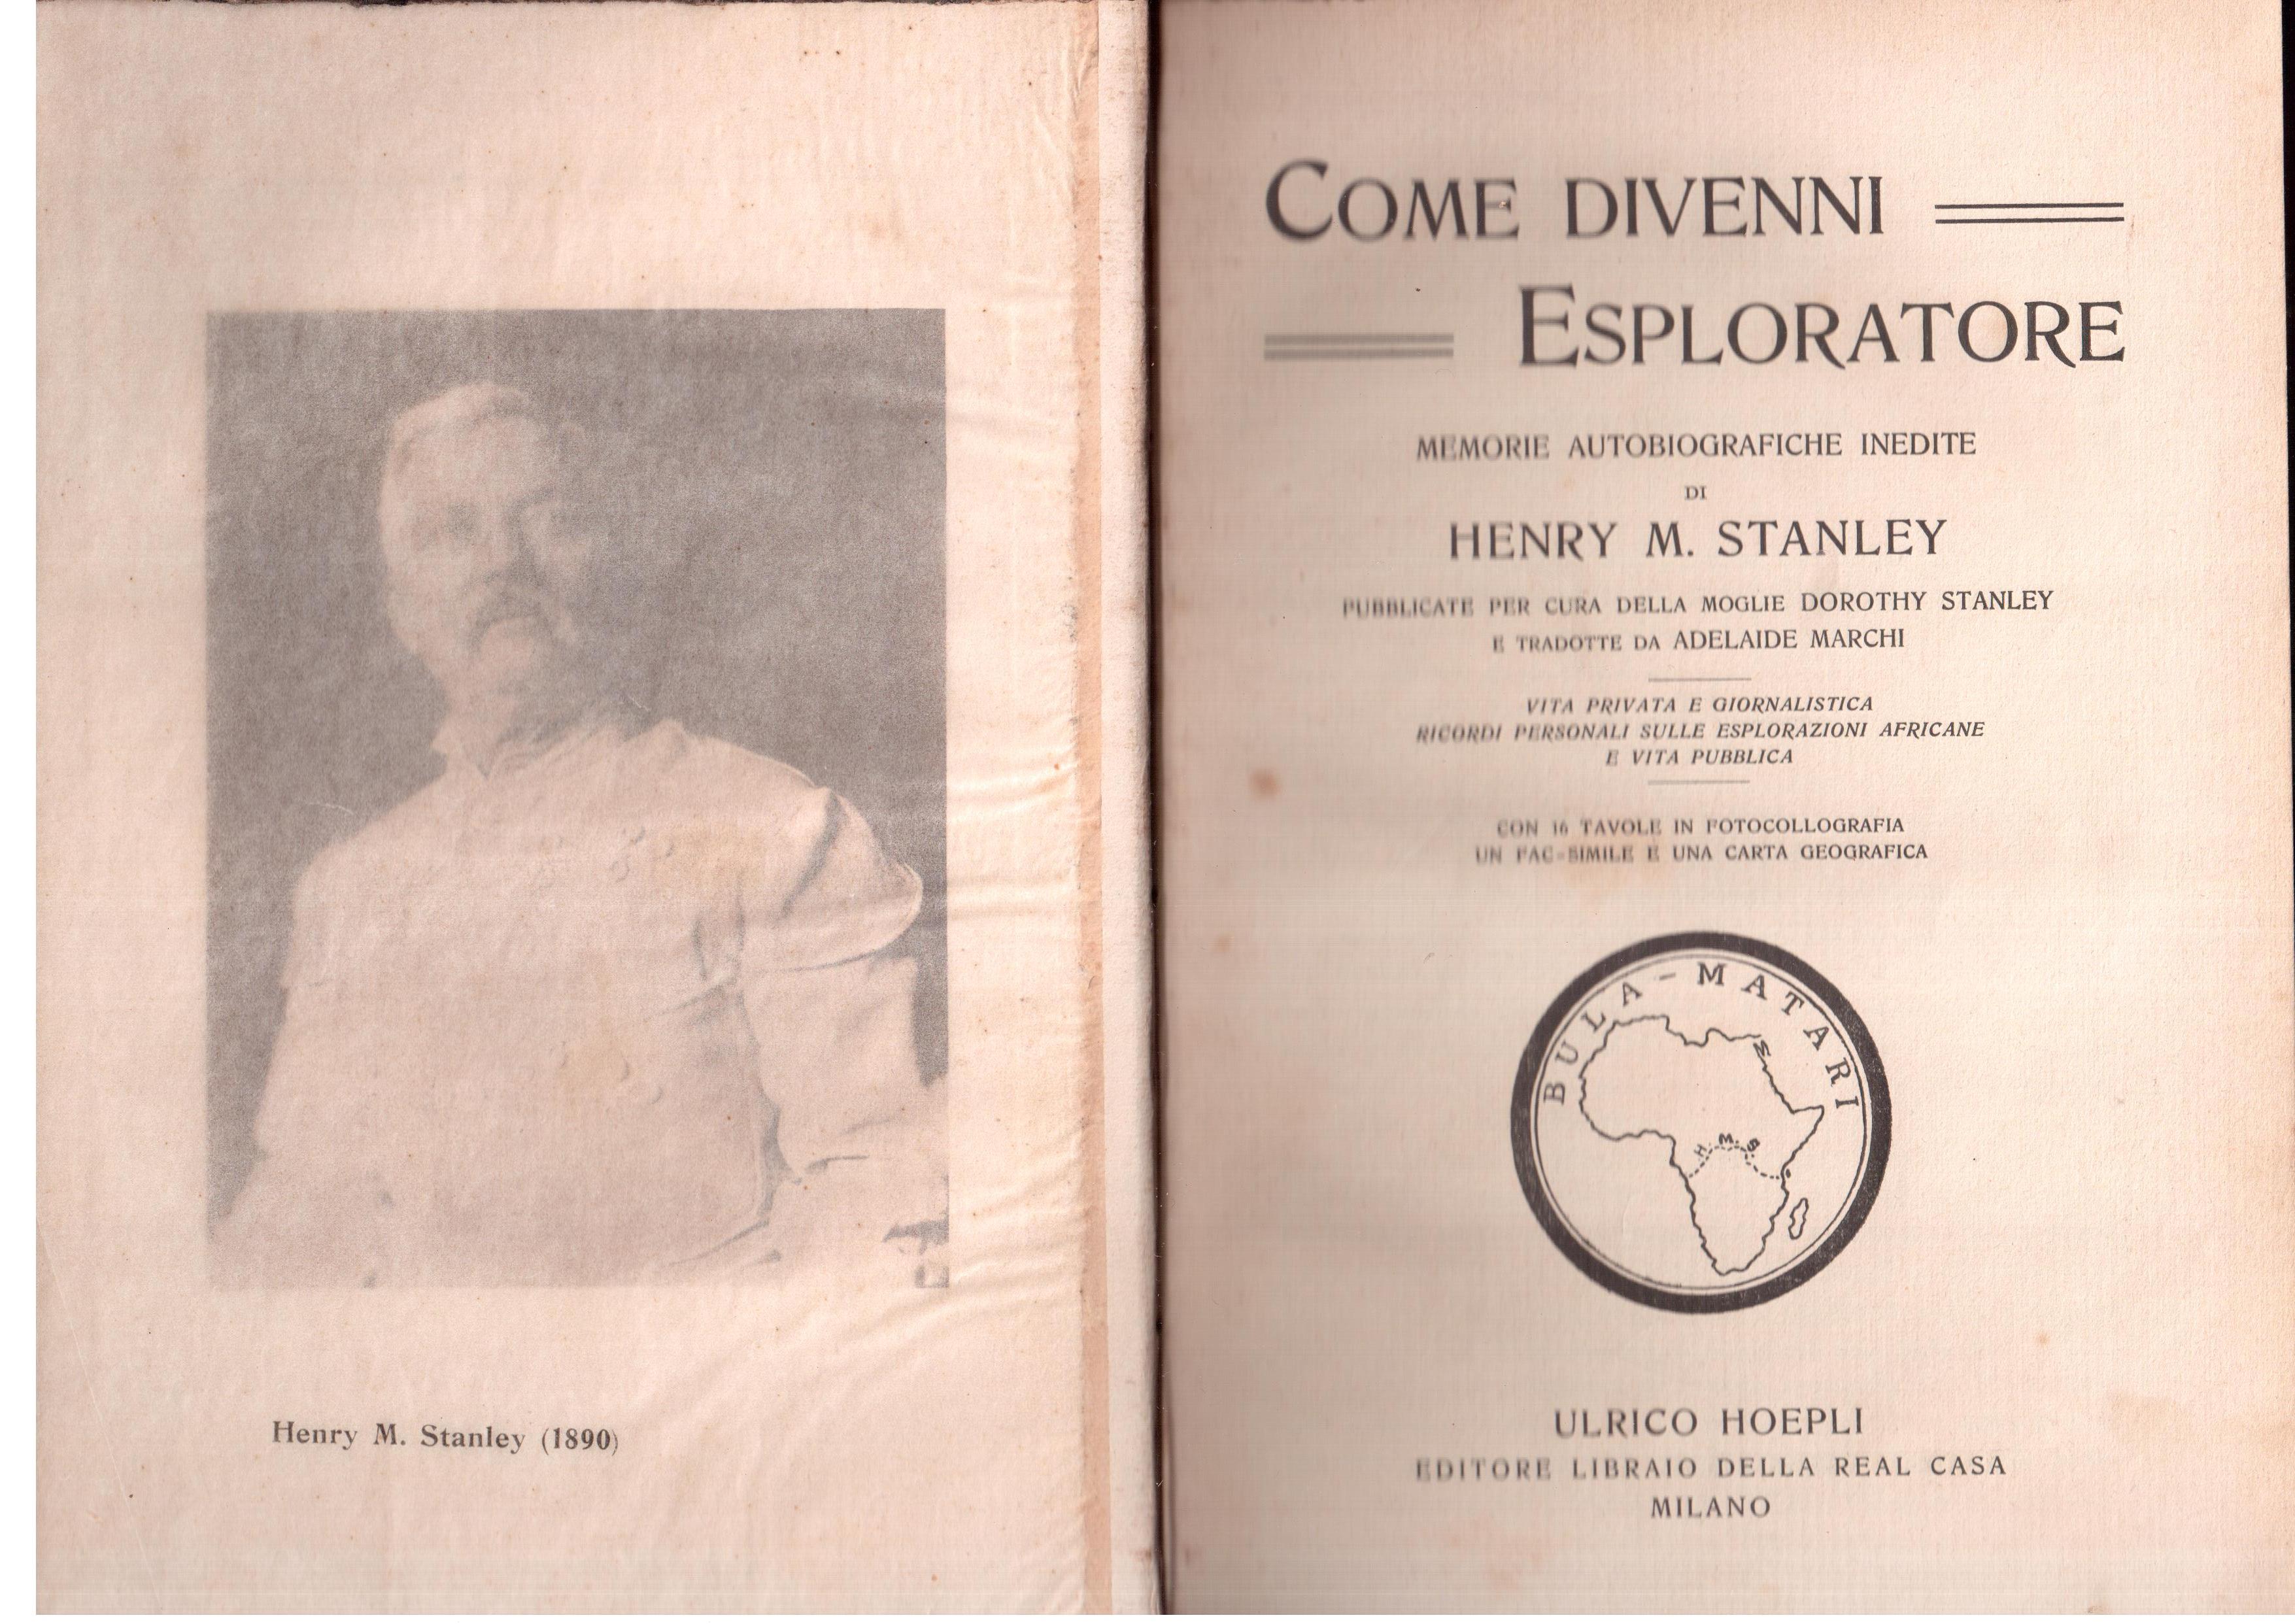 Henry M. Stanley (1890)
COME DIVENNI
ESPLORATORE
MEMORIE AUTOBIOGRAFICHE INEDITE
DI
HENRY M. STANLEY
PUBBLICATE PER CURA DELLA MOGLIE DOROTHY STANLEY
E TRADOTTE DA ADELAIDE MARCHI
VITA PRIVATA E GIORNALISTICA
RICORDI PERSONALI SULLE ESPLORAZIONI AFRICANE
E VITA PUBBLICA
CON 16 TAVOLE IN FOTOCOLLOGRAFIA
UN FAC-SIMILE E UNA CARTA GEOGRAFICA
BULA-MATARI
H. M. S.
ULRICO HOEPLI
EDITORE LIBRAIO DELLA REAL CASA
MILANO